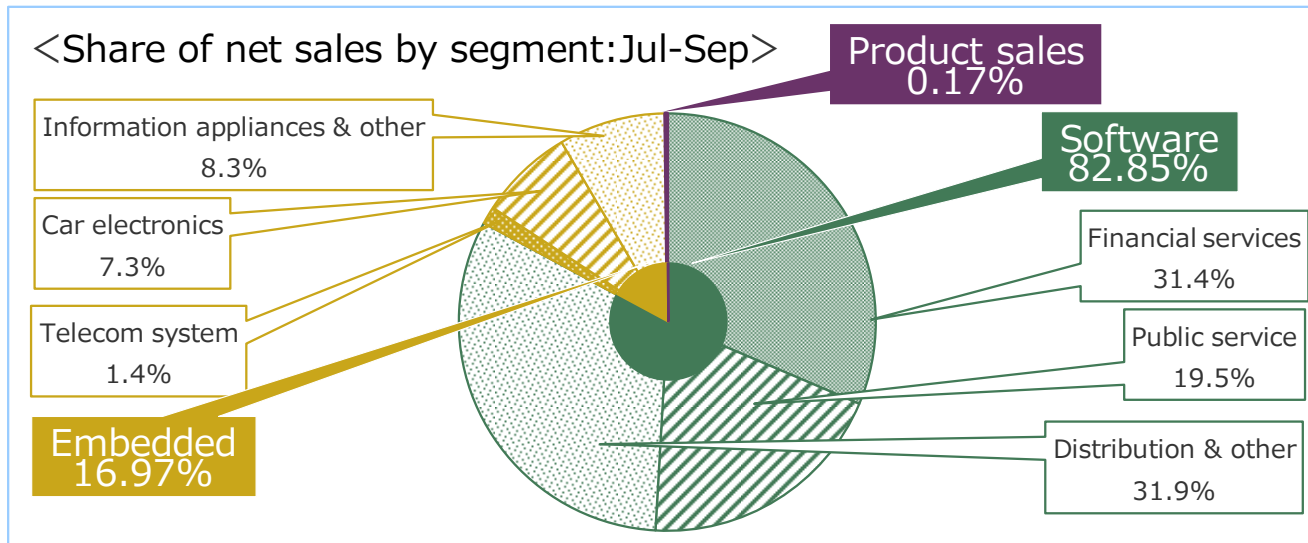 ＜Share of net sales by segment:Jul-Sep＞
Product sales
0.17%
Information appliances & other
8.3%
Software
82.85%
Car electronics
7.3%
Financial services
31.4%
Telecom system
1.4%
Public service
19.5%
Embedded
16.97%
Distribution & other
31.9%